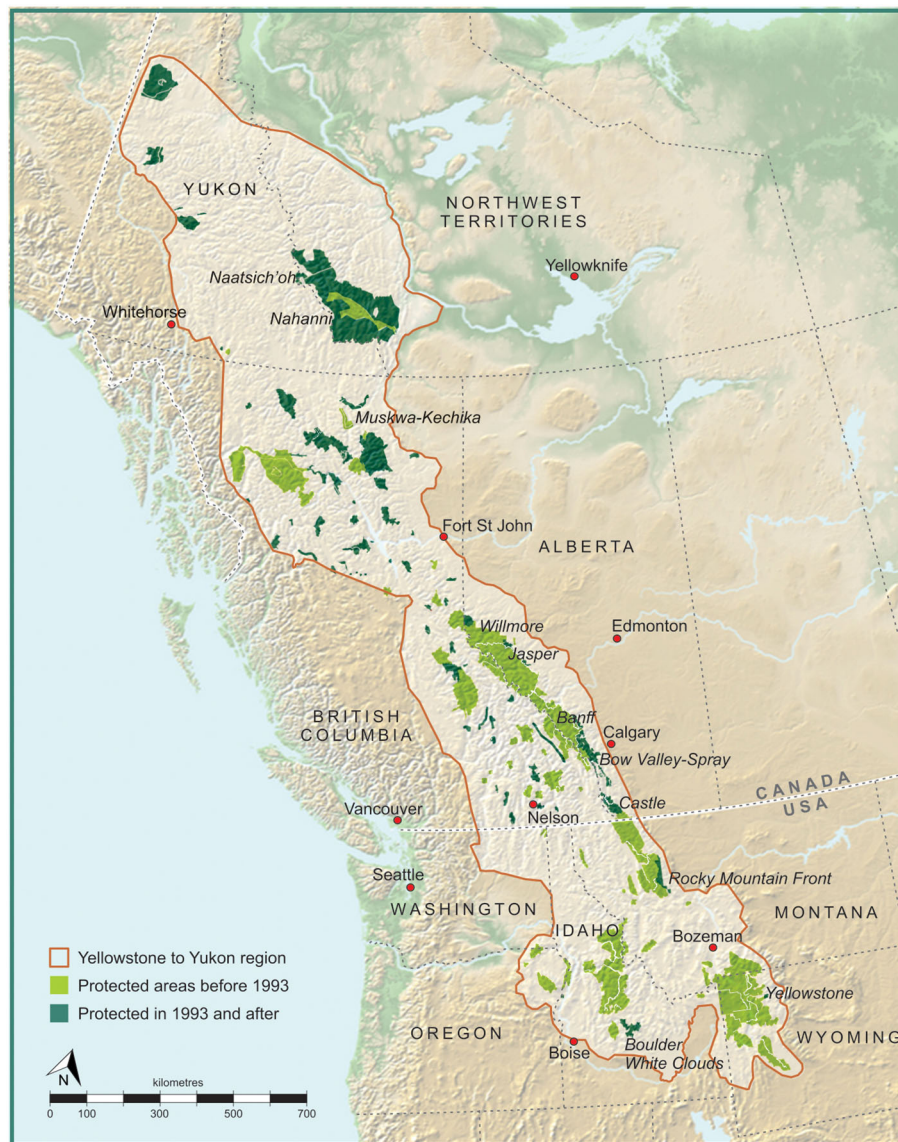 YUKON
NORTHWEST
TERRITORIES
Yellowknife
Naatsich'oh
Nahanni
Whitehorse
Muskwa-Kechika
Fort St John
ALBERTA
Willmore
Edmonton
Jasper
BRITISH
COLUMBIA
Banff
Calgary
Bow Valley-Spray
CANADA
USA
Castle
Vancouver
Nelson
Seattle
Rocky Mountain Front
WASHINGTON
MONTANA
IDAHO
Bozeman
Yellowstone to Yukon region
Protected areas before 1993
Protected in 1993 and after
Yellowstone
OREGON
WYOMING
Boise
Boulder
White Clouds
N
kilometres
0 100 300 500 700